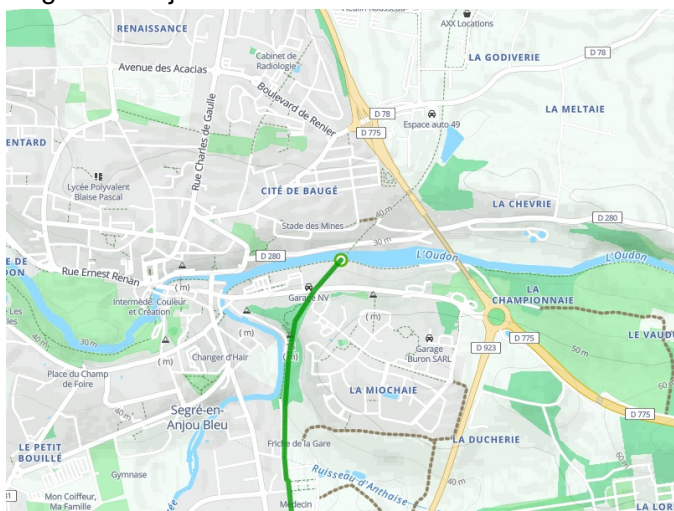 RENAISSANCE
AXX Locations
Cabinet de
Radiologie
LA GODIVERIE
D 78
Avenue des Acacias
Boulevard de Renier
D 78
D 775
Espace auto 49
LA MELTAIE
Rue Charles de Gaulle
ENTARD
Lycée Polyvalent
Blaise Pascal
CITÉ DE BAUGÉ
LA CHEVRIE
D 280
40 m
Stade des Mines
30 m
D 280
L'Oudon
L'Oudon
Rue Ernest Renan
Intermède, Couleur
et Création
( m)
Garage NV
LA
CHAMPIONNAIE
LE VAUD
30 m
( m)
Changer d'Hair
( m)
Garage
Buron SARL
D 923
D 775
50 m
Place du Champ
de Foire
LA MIOCHAIE
60
40 m
Segré-en-
Anjou Bleu
D 775
LE PETIT
BOUILLÉ
Friche de la Gare
LA DUCHERIE
60 m
Gymnase
Ruisseau d'Anthaise
40 m
Mon Coiffeur,
Ma Famille
Médecin
LA LOR